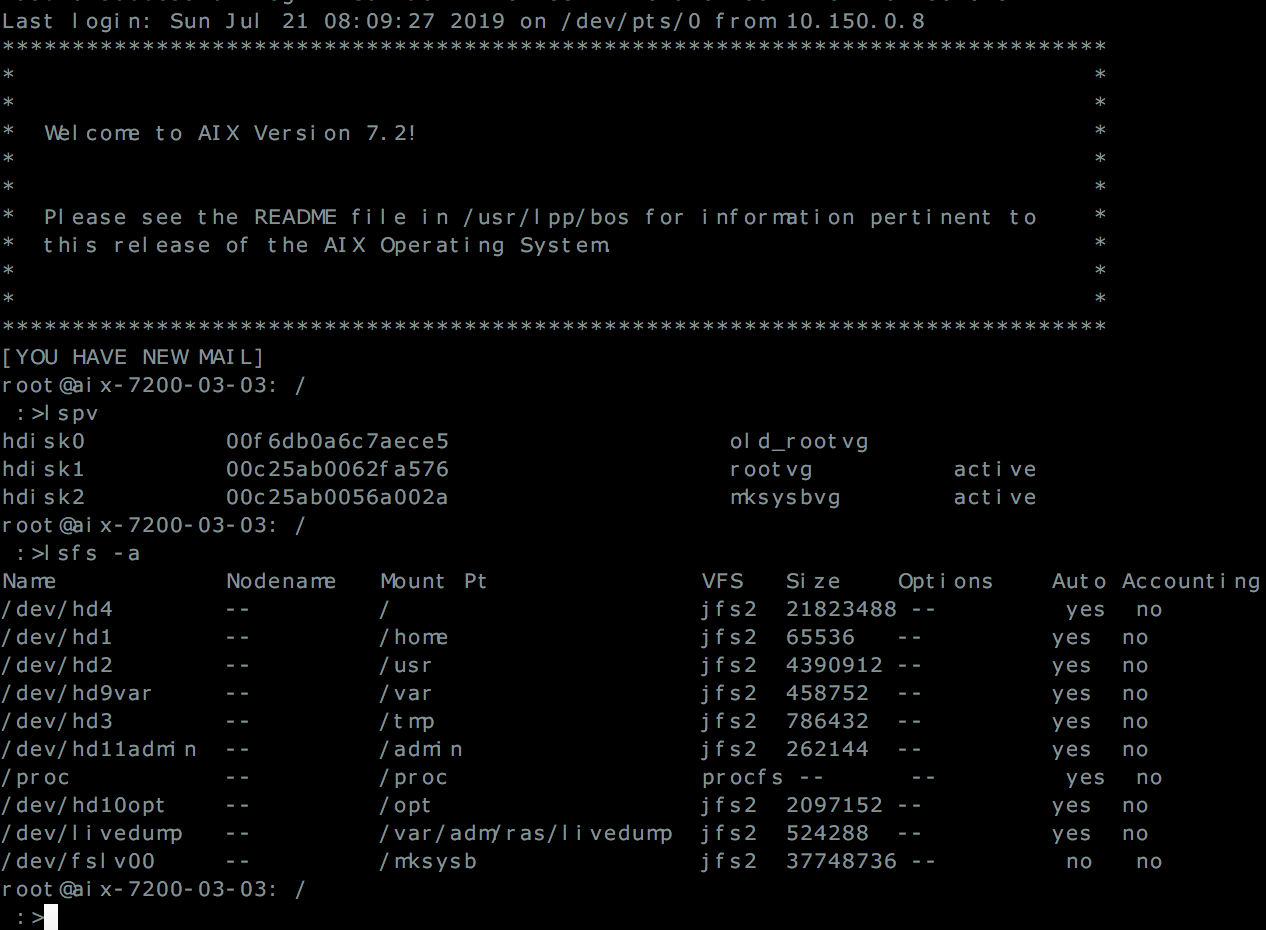 Last login: Sun Jul 21 08:09:27 2019 on /dev/pts/0 from 10.150.0.8
*******************************************************************************
*                                                                             *
*                                                                             *
*  Welcome to AIX Version 7.2!                                                *
*                                                                             *
*                                                                             *
*  Please see the README file in /usr/lpp/bos for information pertinent to    *
*  this release of the AIX Operating System.                                  *
*                                                                             *
*                                                                             *
*******************************************************************************
[YOU HAVE NEW MAIL]
root@aix-7200-03-03: /
 :>lspv
hdisk0          00f6db0a6c7aece5                    old_rootvg
hdisk1          00c25ab0062fa576                    rootvg          active
hdisk2          00c25ab0056a002a                    mksysbvg        active
root@aix-7200-03-03: /
 :>lsfs -a
Name            Nodename   Mount Pt               VFS   Size    Options    Auto Accounting
/dev/hd4        --         /                      jfs2  21823488 --         yes  no
/dev/hd1        --         /home                  jfs2  65536   --         yes  no
/dev/hd2        --         /usr                   jfs2  4390912 --         yes  no
/dev/hd9var     --         /var                   jfs2  458752  --         yes  no
/dev/hd3        --         /tmp                   jfs2  786432  --         yes  no
/dev/hd11admin  --         /admin                 jfs2  262144  --         yes  no
/proc           --         /proc                  procfs --      --         yes  no
/dev/hd10opt    --         /opt                   jfs2  2097152 --         yes  no
/dev/livedump   --         /var/adm/ras/livedump  jfs2  524288  --         yes  no
/dev/fslv00     --         /mksysb                jfs2  37748736 --         no   no
root@aix-7200-03-03: /
 :>